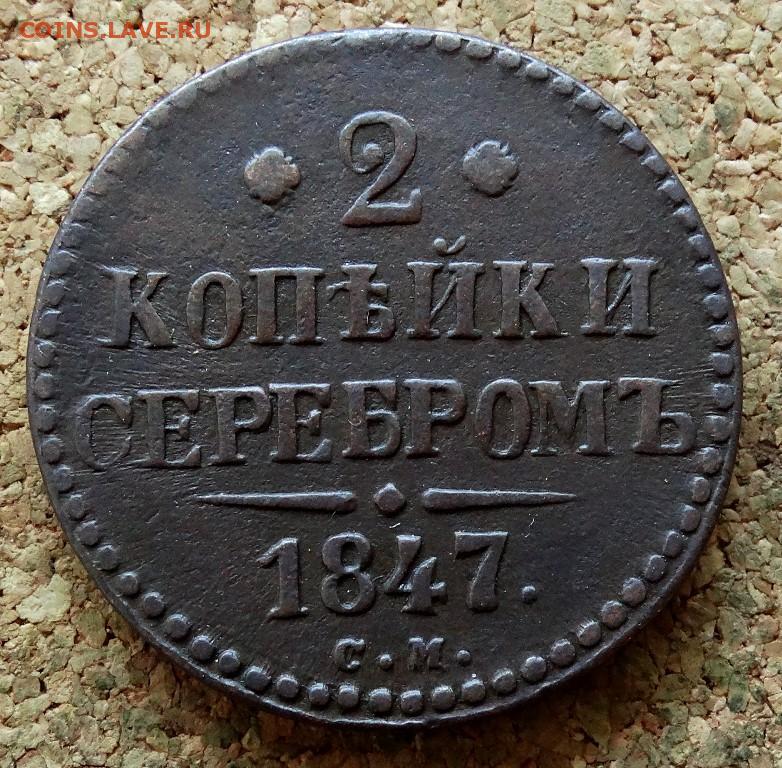 COINS.LAVE.RU
2
КОПѢЙКИ
СЕРЕБРОМЪ
1847.
С.М.